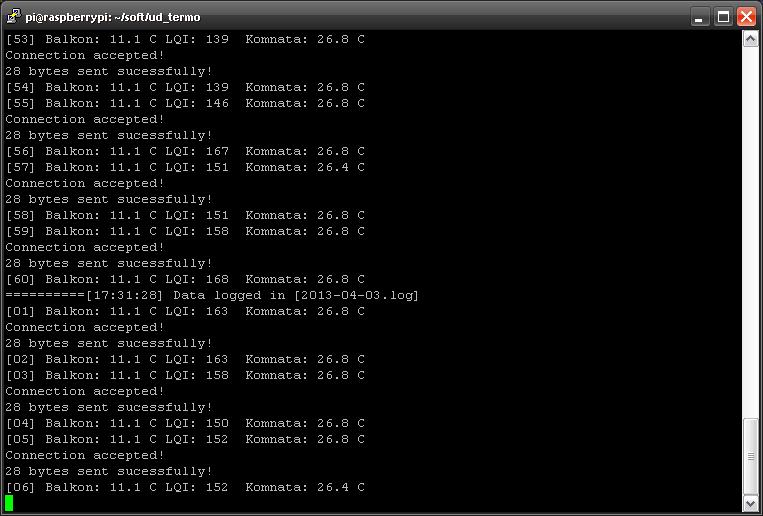 pi@raspberrypi: ~/soft/ud_termo
[53] Balkon: 11.1 C LQI: 139  Komnata: 26.8 C
Connection accepted!
28 bytes sent sucessfully!
[54] Balkon: 11.1 C LQI: 139  Komnata: 26.8 C
[55] Balkon: 11.1 C LQI: 146  Komnata: 26.8 C
Connection accepted!
28 bytes sent sucessfully!
[56] Balkon: 11.1 C LQI: 167  Komnata: 26.8 C
[57] Balkon: 11.1 C LQI: 151  Komnata: 26.4 C
Connection accepted!
28 bytes sent sucessfully!
[58] Balkon: 11.1 C LQI: 151  Komnata: 26.8 C
[59] Balkon: 11.1 C LQI: 158  Komnata: 26.8 C
Connection accepted!
28 bytes sent sucessfully!
[60] Balkon: 11.1 C LQI: 168  Komnata: 26.8 C
==========[17:31:28] Data logged in [2013-04-03.log]
[01] Balkon: 11.1 C LQI: 163  Komnata: 26.8 C
Connection accepted!
28 bytes sent sucessfully!
[02] Balkon: 11.1 C LQI: 163  Komnata: 26.8 C
[03] Balkon: 11.1 C LQI: 158  Komnata: 26.8 C
Connection accepted!
28 bytes sent sucessfully!
[04] Balkon: 11.1 C LQI: 150  Komnata: 26.8 C
[05] Balkon: 11.1 C LQI: 152  Komnata: 26.8 C
Connection accepted!
28 bytes sent sucessfully!
[06] Balkon: 11.1 C LQI: 152  Komnata: 26.4 C